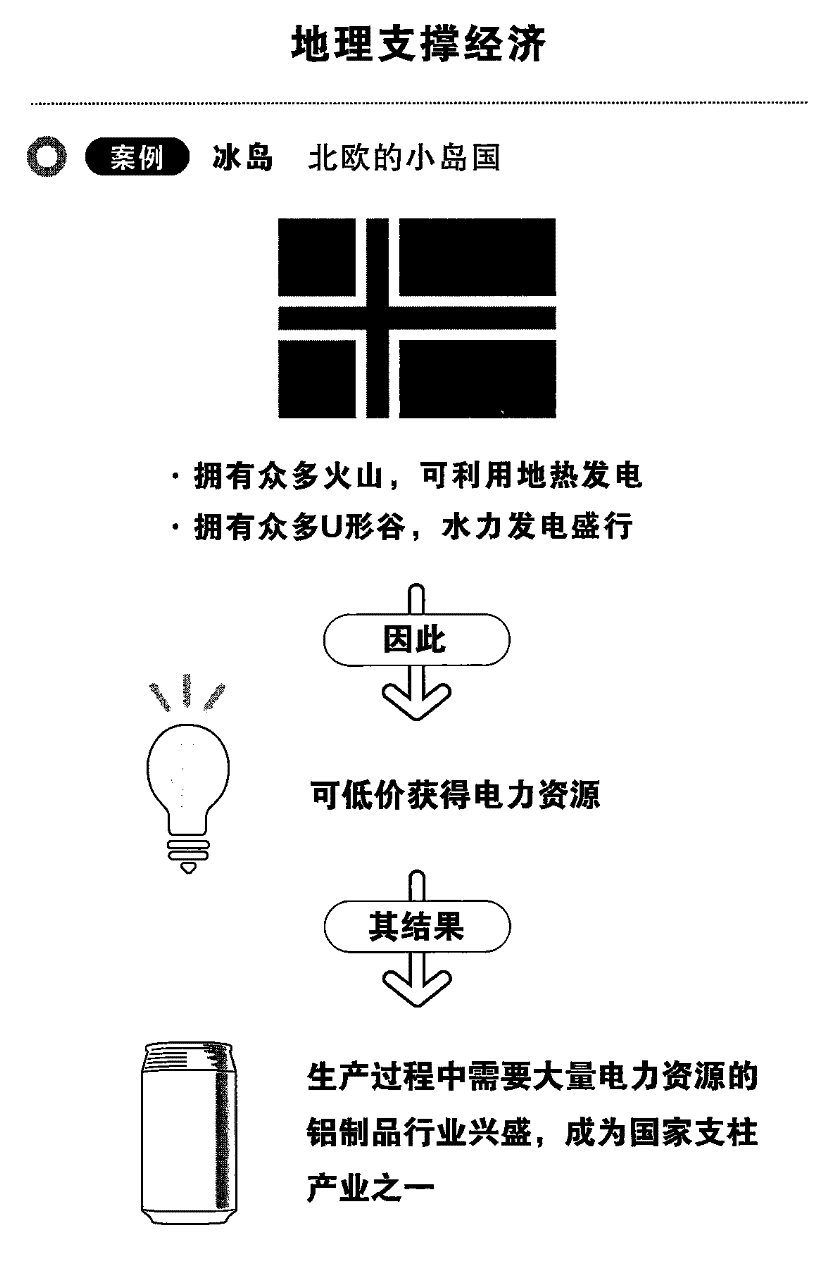 地理支撑经济
案例 冰岛 北欧的小岛国
·拥有众多火山，可利用地热发电
·拥有众多U形谷，水力发电盛行
因此
可低价获得电力资源
其结果
生产过程中需要大量电力资源的
铝制品行业兴盛，成为国家支柱
产业之一